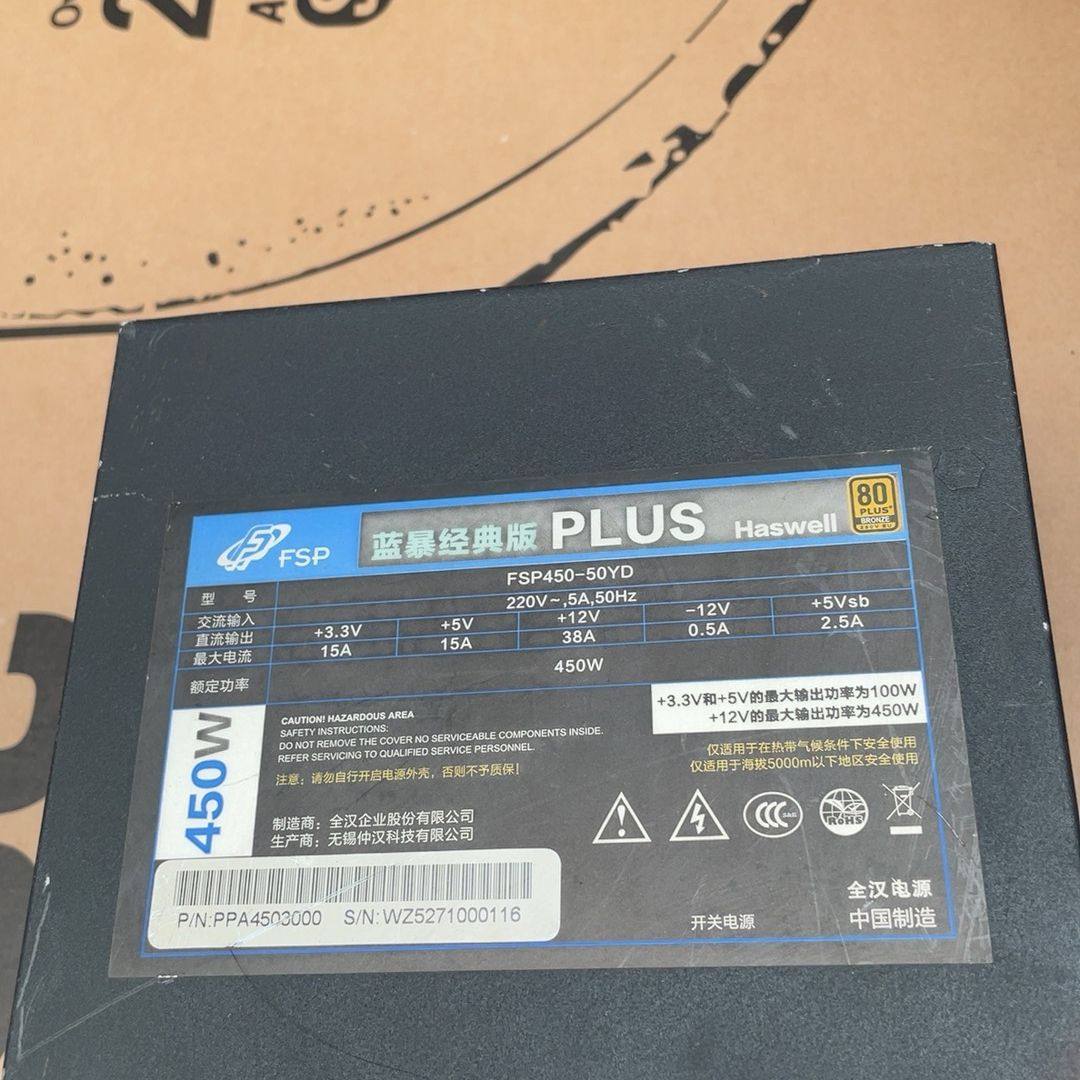 FSP
蓝暴经典版 PLUS Haswell
80
PLUS
BRONZE
型 号 FSP450-50YD
交流输入 220V~,5A,50Hz
直流输出 +3.3V +5V +12V -12V +5Vsb
最大电流 15A 15A 38A 0.5A 2.5A
额定功率 450W
+3.3V和+5V的最大输出功率为100W
+12V的最大输出功率为450W
450W
CAUTION! HAZARDOUS AREA
SAFETY INSTRUCTIONS:
DO NOT REMOVE THE COVER NO SERVICEABLE COMPONENTS INSIDE.
REFER SERVICING TO QUALIFIED SERVICE PERSONNEL.
注意: 请勿自行开启电源外壳，否则不予质保!
仅适用于在热带气候条件下安全使用
仅适用于海拔5000m以下地区安全使用
制造商: 全汉企业股份有限公司
生产商: 无锡仲汉科技有限公司
CCC
S&E
ROHS
P/N:PPA4503000 S/N:WZ5271000116
开关电源
全汉电源
中国制造